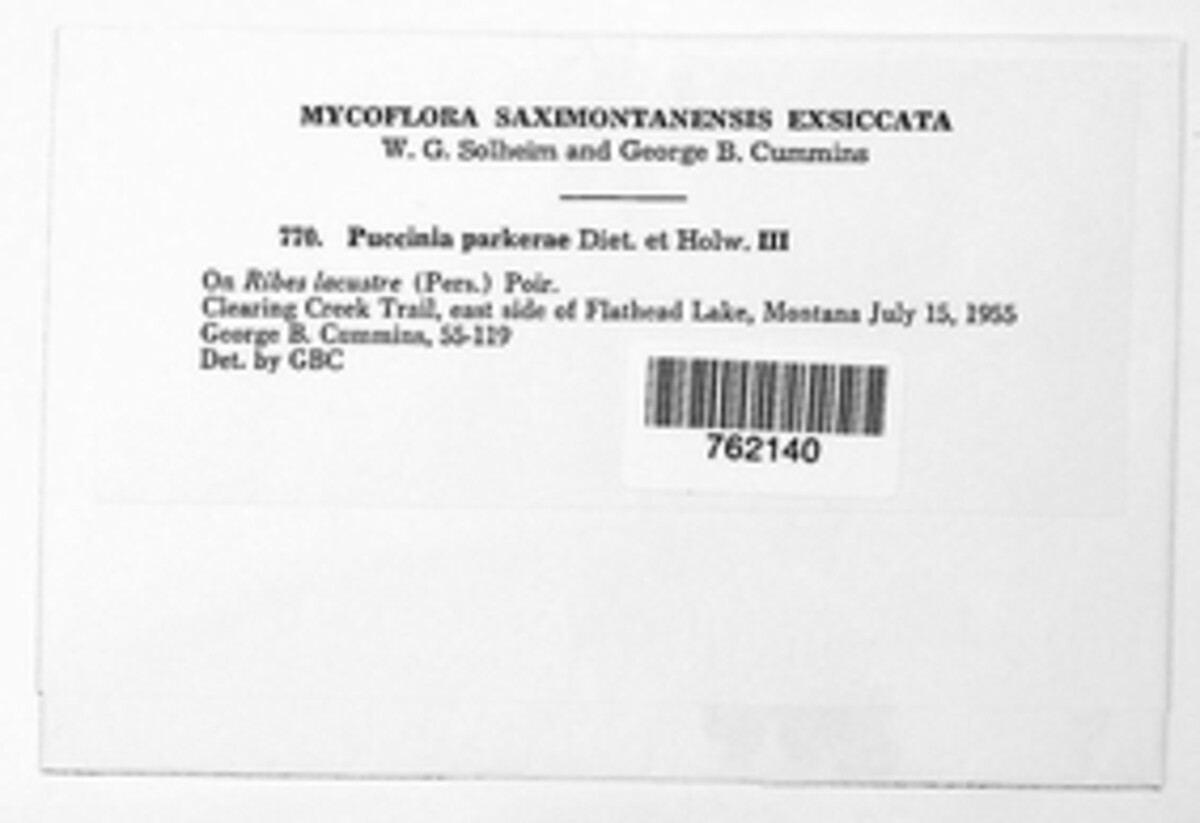 MYCOFLORA SAXIMONTANENSIS EXSICCATA
W. G. Solheim and George B. Cummins
770. Puccinia parkerae Diet. et Holw. III
On Ribes lacustre (Pers.) Poir.
Clearing Creek Trail, east side of Flathead Lake, Montana July 15, 1955
George B. Cummins, 55-119
Det. by GBC
762140